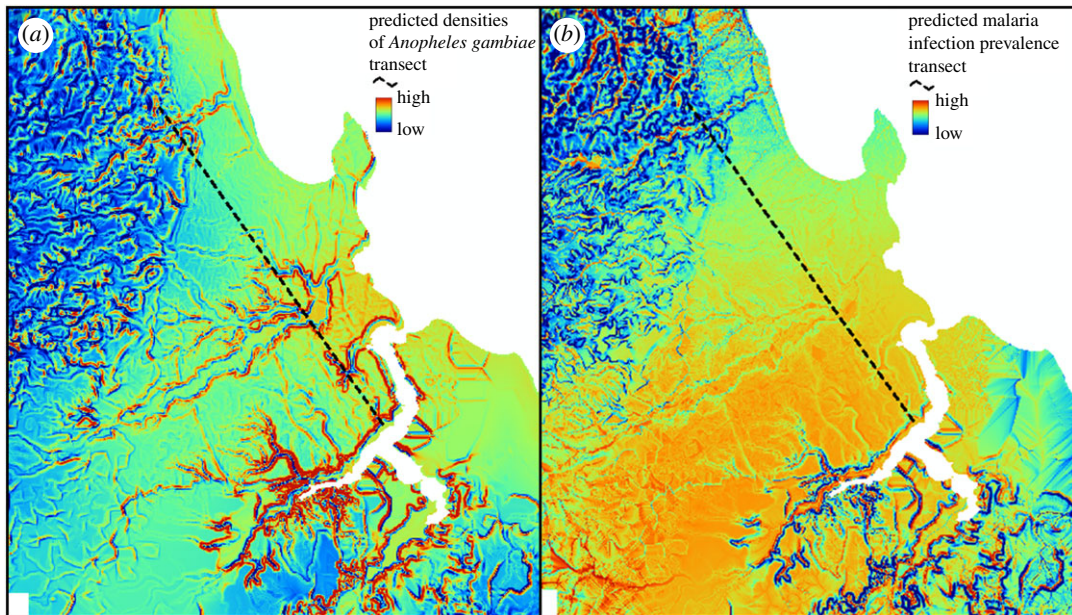 (a)
predicted densities
of Anopheles gambiae
transect
high
low
(b)
predicted malaria
infection prevalence
transect
high
low